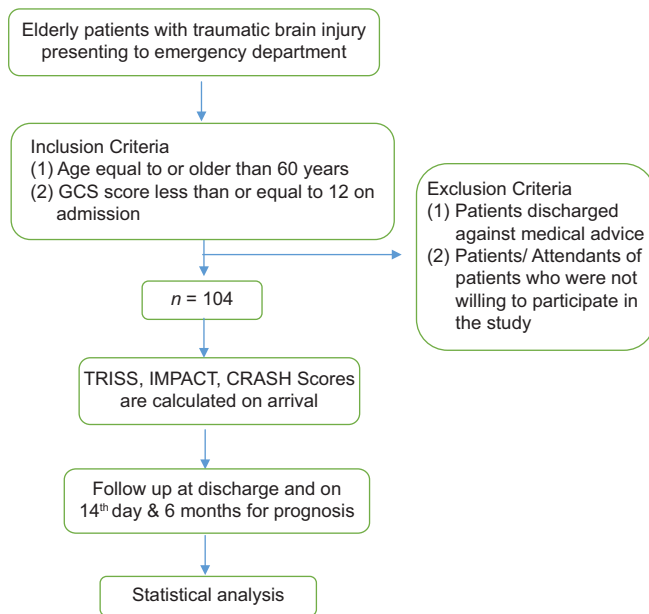 Elderly patients with traumatic brain injury
presenting to emergency department
Inclusion Criteria
(1) Age equal to or older than 60 years
(2) GCS score less than or equal to 12 on
admission
Exclusion Criteria
(1) Patients discharged
against medical advice
(2) Patients/ Attendants of
patients who were not
willing to participate in
the study
n = 104
TRISS, IMPACT, CRASH Scores
are calculated on arrival
Follow up at discharge and on
14th day & 6 months for prognosis
Statistical analysis